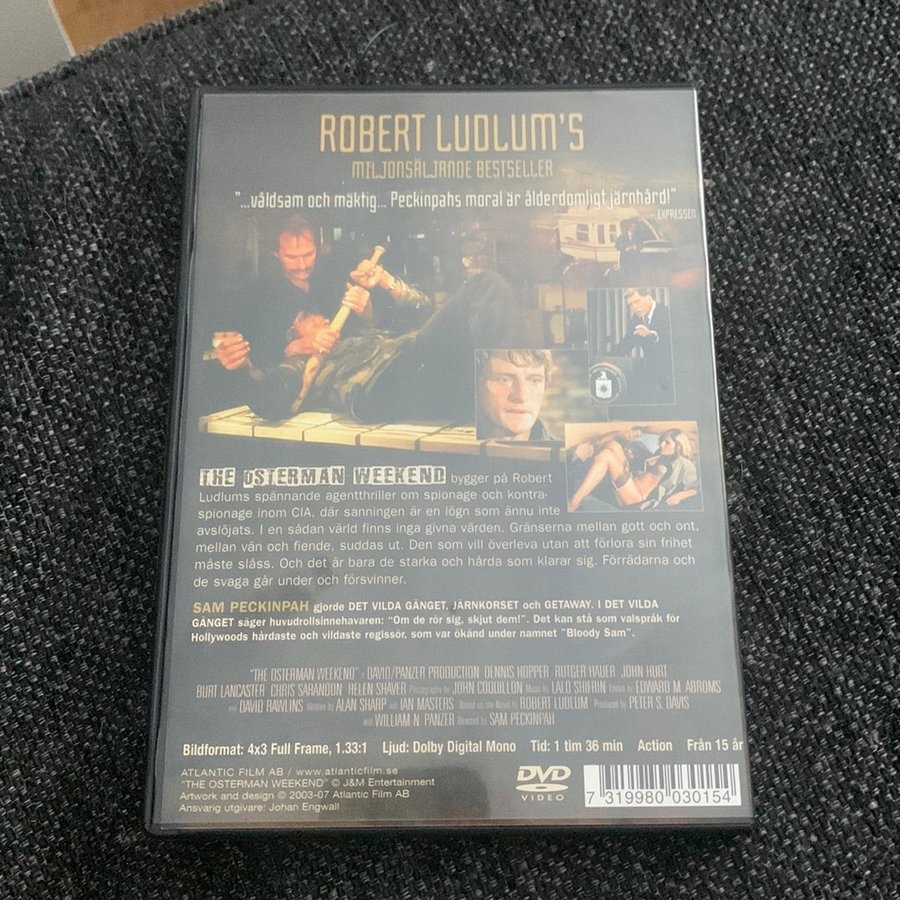 ROBERT LUDLUM'S
MILJONSÄLJANDE BESTSELLER
"...våldsam och mäktig... Peckinpahs moral är ålderdomligt järnhård!"
EXPRESSEN
THE OSTERMAN WEEKEND bygger på Robert
Ludlums spännande agentthriller om spionage och kontra-
spionage inom CIA, där sanningen är en lögn som ännu inte
avslöjats. I en sådan värld finns inga givna värden. Gränserna mellan gott och ont,
mellan vän och fiende, suddas ut. Den som vill överleva utan att förlora sin frihet
måste slåss. Och det är bara de starka och hårda som klarar sig. Förrädarna och
de svaga går under och försvinner.
SAM PECKINPAH gjorde DET VILDA GÄNGET, JÄRNKORSET och GETAWAY. I DET VILDA
GÄNGET säger huvudrollsinnehavaren: "Om de rör sig, skjut dem!". Det kan stå som valspråk för
Hollywoods hårdaste och vildaste regissör, som var ökänd under namnet "Bloody Sam".
"THE OSTERMAN WEEKEND" A DAVID/PANZER PRODUCTION DENNIS HOPPER RUTGER HAUER JOHN HURT
BURT LANCASTER CHRIS SARANDON HELEN SHAVER Photography by JOHN COQUILLON Music by LALO SHIFRIN Edited by EDWARD M. ABROMS
and DAVID RAWLINS Written by ALAN SHARP and IAN MASTERS Based on the Novel by ROBERT LUDLUM Produced by PETER S. DAVIS
and WILLIAM N. PANZER Directed by SAM PECKINPAH
Bildformat: 4x3 Full Frame, 1.33:1 Ljud: Dolby Digital Mono Tid: 1 tim 36 min Action Från 15 år
ATLANTIC FILM AB / www.atlanticfilm.se
"THE OSTERMAN WEEKEND" © J&M Entertainment
Artwork and design © 2003-07 Atlantic Film AB
Ansvarig utgivare: Johan Engwall
DVD
VIDEO
7 319980 030154